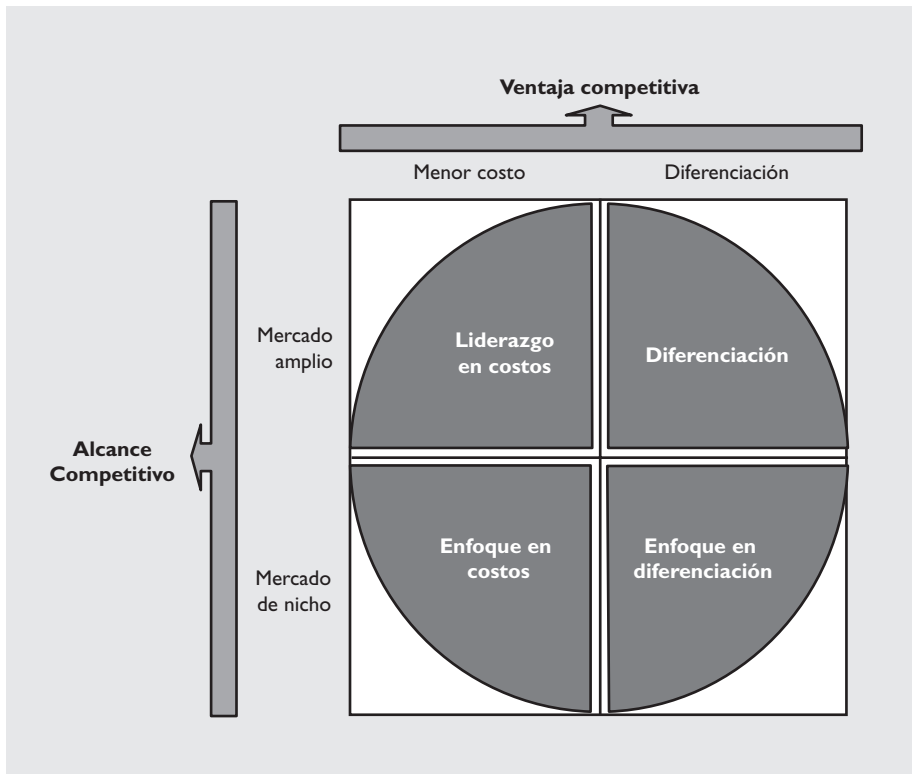 Ventaja competitiva
Menor costo
Diferenciación
Mercado
amplio
Liderazgo
en costos
Diferenciación
Alcance
Competitivo
Mercado
de nicho
Enfoque en
costos
Enfoque en
diferenciación